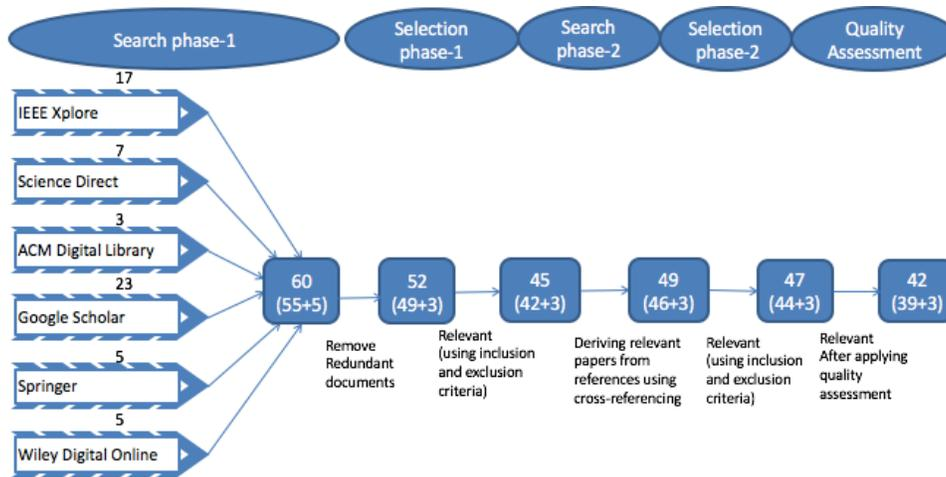 Search phase-1
Selection
phase-1
Search
phase-2
Selection
phase-2
Quality
Assessment
17
IEEE Xplore
7
Science Direct
3
ACM Digital Library
23
Google Scholar
5
Springer
5
Wiley Digital Online
60
(55+5)
52
(49+3)
45
(42+3)
49
(46+3)
47
(44+3)
42
(39+3)
Remove
Redundant
documents
Relevant
(using inclusion
and exclusion
criteria)
Deriving relevant
papers from
references using
cross-referencing
Relevant
(using inclusion
and exclusion
criteria)
Relevant
After applying
quality
assessment